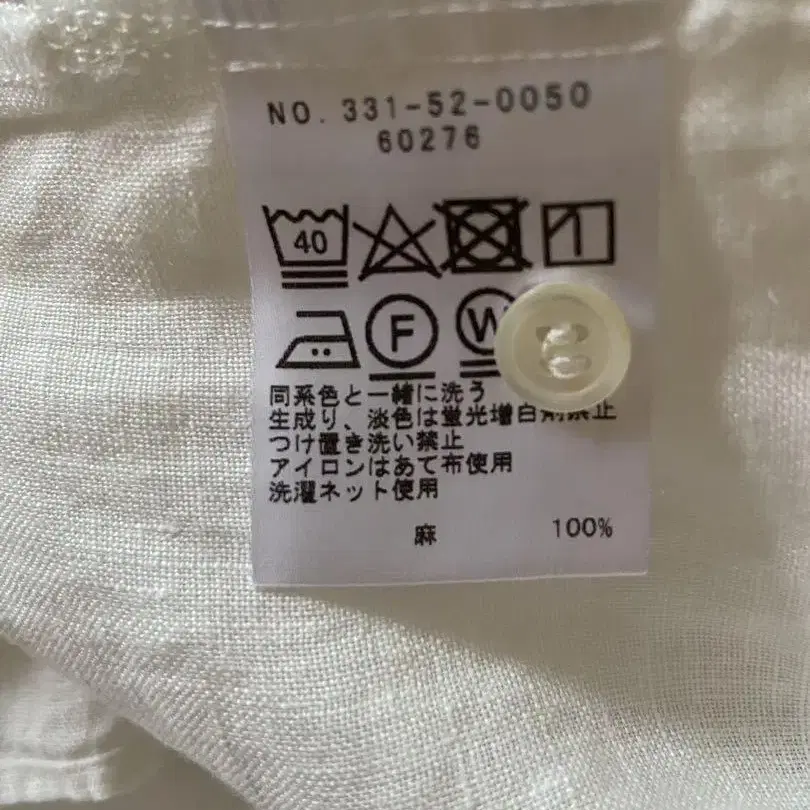 NO. 331-52-0050
60276
40
F W
同系色と一緒に洗う
生成り、淡色は蛍光増白剤禁止
つけ置き洗い禁止
アイロンはあて布使用
洗濯ネット使用
麻 100%